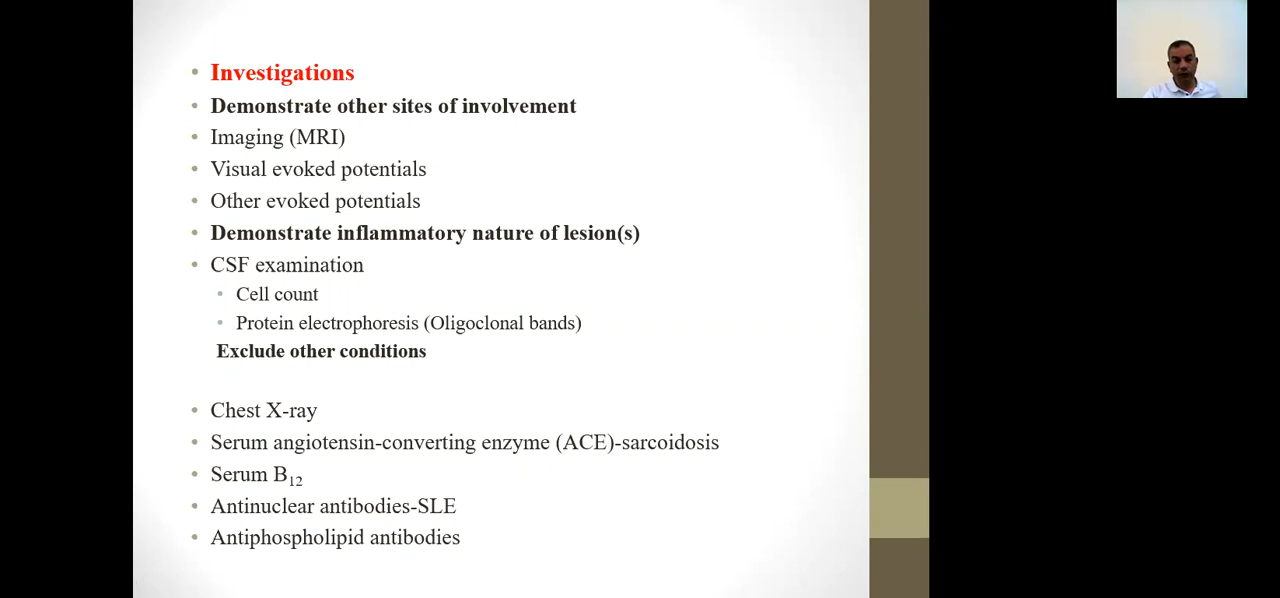 Investigations
Demonstrate other sites of involvement
Imaging (MRI)
Visual evoked potentials
Other evoked potentials
Demonstrate inflammatory nature of lesion(s)
CSF examination
Cell count
Protein electrophoresis (Oligoclonal bands)
Exclude other conditions
Chest X-ray
Serum angiotensin-converting enzyme (ACE)-sarcoidosis
Serum B12
Antinuclear antibodies-SLE
Antiphospholipid antibodies